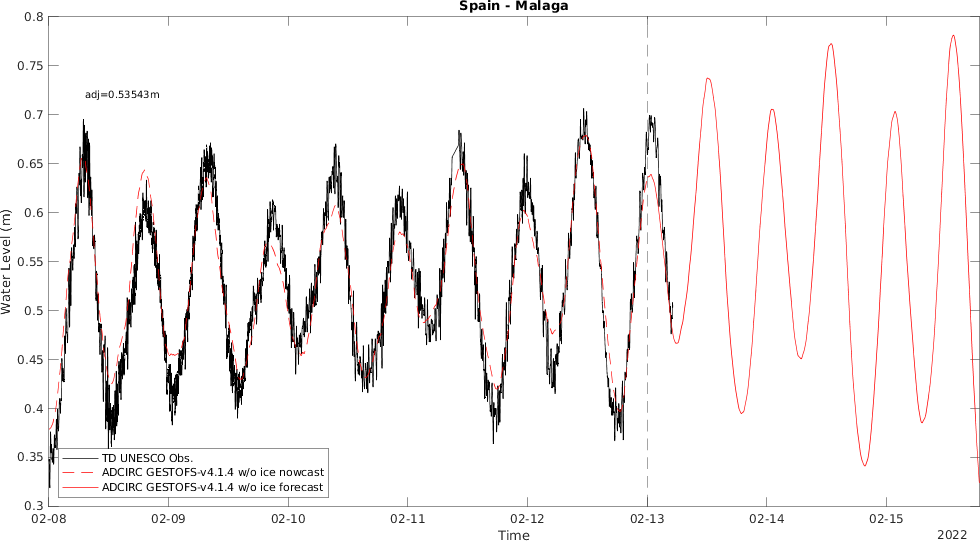 Spain - Malaga
0.8
0.75
0.7
0.65
0.6
0.55
0.5
0.45
0.4
0.35
0.3
Water Level (m)
adj=0.53543m
TD UNESCO Obs.
ADCIRC GESTOFS-v4.1.4 w/o ice nowcast
ADCIRC GESTOFS-v4.1.4 w/o ice forecast
02-08 02-09 02-10 02-11 02-12 02-13 02-14 02-15
Time
2022